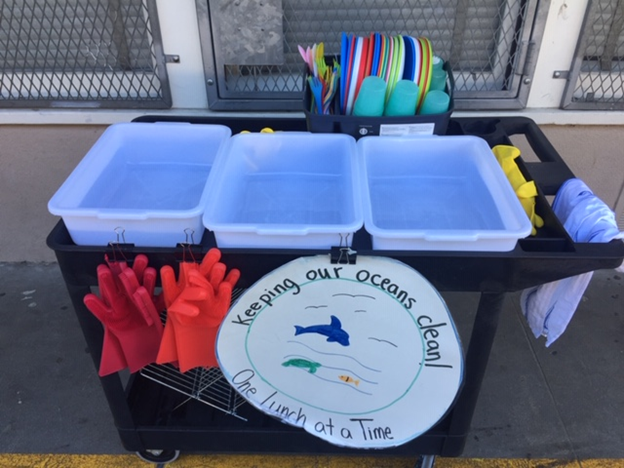 Keeping our Oceans clean!
One lunch at a Time